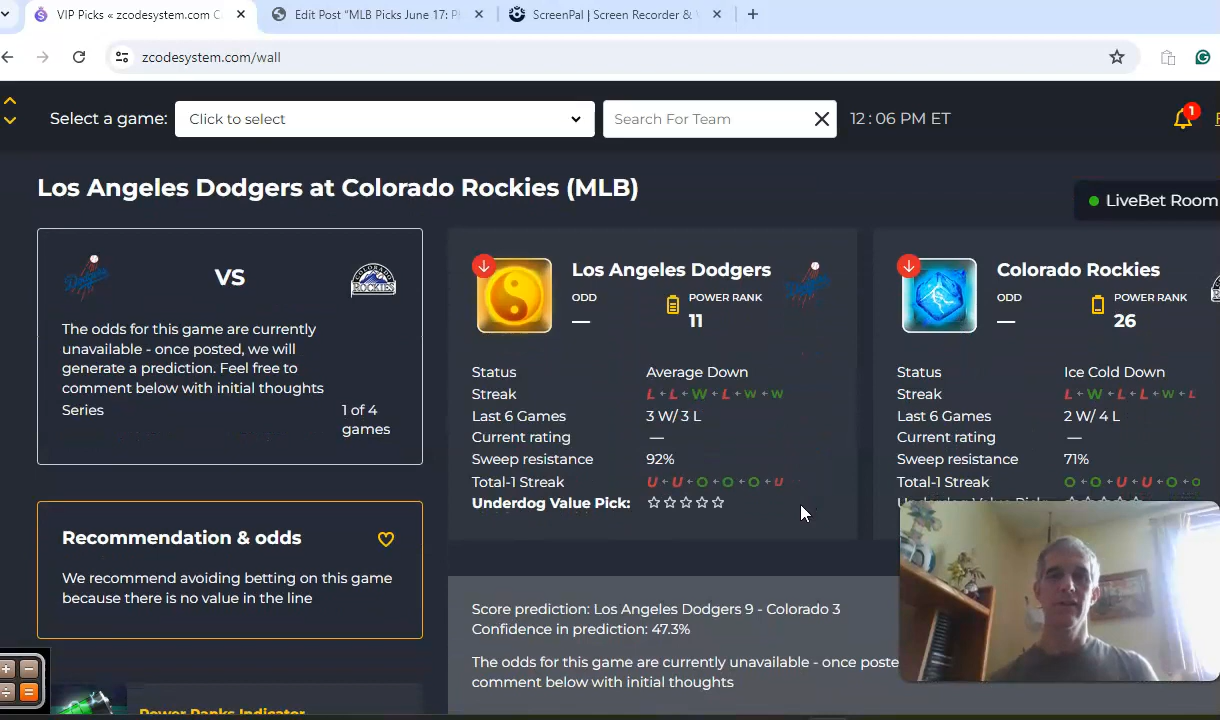 VIP Picks « zcodesystem.com C
Edit Post “MLB Picks June 17: Pl
ScreenPal | Screen Recorder &
zcodesystem.com/wall
Select a game:
Click to select
Search For Team
12 : 06 PM ET
1
Los Angeles Dodgers at Colorado Rockies (MLB)
LiveBet Room
Dodgers
VS
COLORADO
ROCKIES
The odds for this game are currently
unavailable - once posted, we will
generate a prediction. Feel free to
comment below with initial thoughts
Series
1 of 4
games
Los Angeles Dodgers
ODD
—
POWER RANK
11
Status
Average Down
Streak
L ← L ← W ← L ← W ← W
Last 6 Games
3 W/ 3 L
Current rating
—
Sweep resistance
92%
Total-1 Streak
U ← U ← O ← O ← O ← U
Underdog Value Pick:
Colorado Rockies
ODD
—
POWER RANK
26
Status
Ice Cold Down
Streak
L ← W ← L ← L ← W ← L
Last 6 Games
2 W/ 4 L
Current rating
—
Sweep resistance
71%
Total-1 Streak
O ← O ← U ← U ← O ← O
Recommendation & odds
We recommend avoiding betting on this game
because there is no value in the line
Score prediction: Los Angeles Dodgers 9 - Colorado 3
Confidence in prediction: 47.3%
The odds for this game are currently unavailable - once poste
comment below with initial thoughts
Power Ranks Indicator